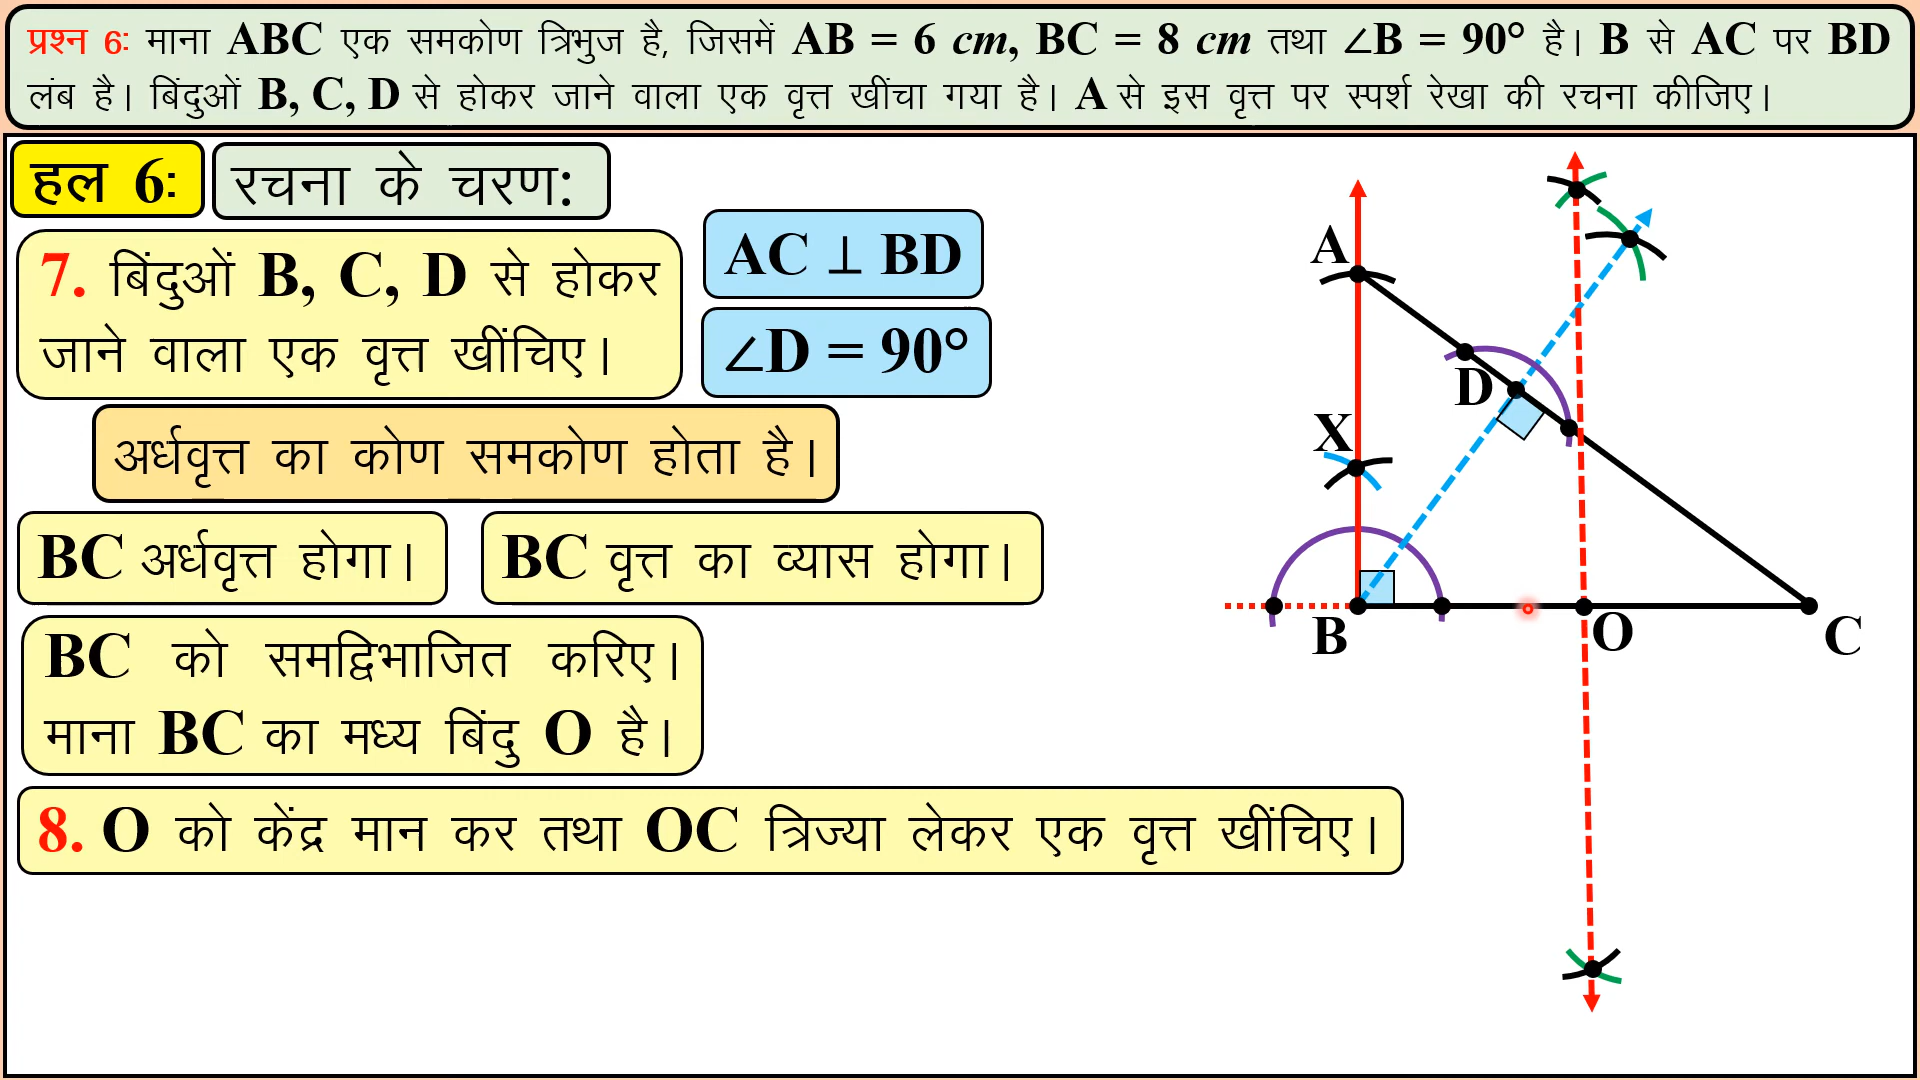 प्रश्न 6: माना ABC एक समकोण त्रिभुज है, जिसमें AB = 6 cm, BC = 8 cm तथा ∠B = 90° है। B से AC पर BD
लंब है। बिंदुओं B, C, D से होकर जाने वाला एक वृत्त खींचा गया है। A से इस वृत्त पर स्पर्श रेखा की रचना कीजिए।
हल 6:
रचना के चरण:
7. बिंदुओं B, C, D से होकर
जाने वाला एक वृत्त खींचिए।
AC ⊥ BD
∠D = 90°
अर्धवृत्त का कोण समकोण होता है।
BC अर्धवृत्त होगा।
BC वृत्त का व्यास होगा।
BC को समद्विभाजित करिए।
माना BC का मध्य बिंदु O है।
8. O को केंद्र मान कर तथा OC त्रिज्या लेकर एक वृत्त खींचिए।
A
D
X
B
O
C